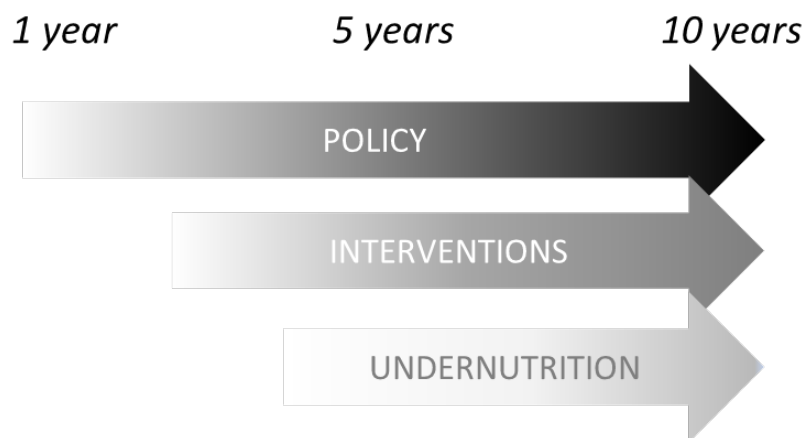 1 year 5 years 10 years
POLICY
INTERVENTIONS
UNDERNUTRITION